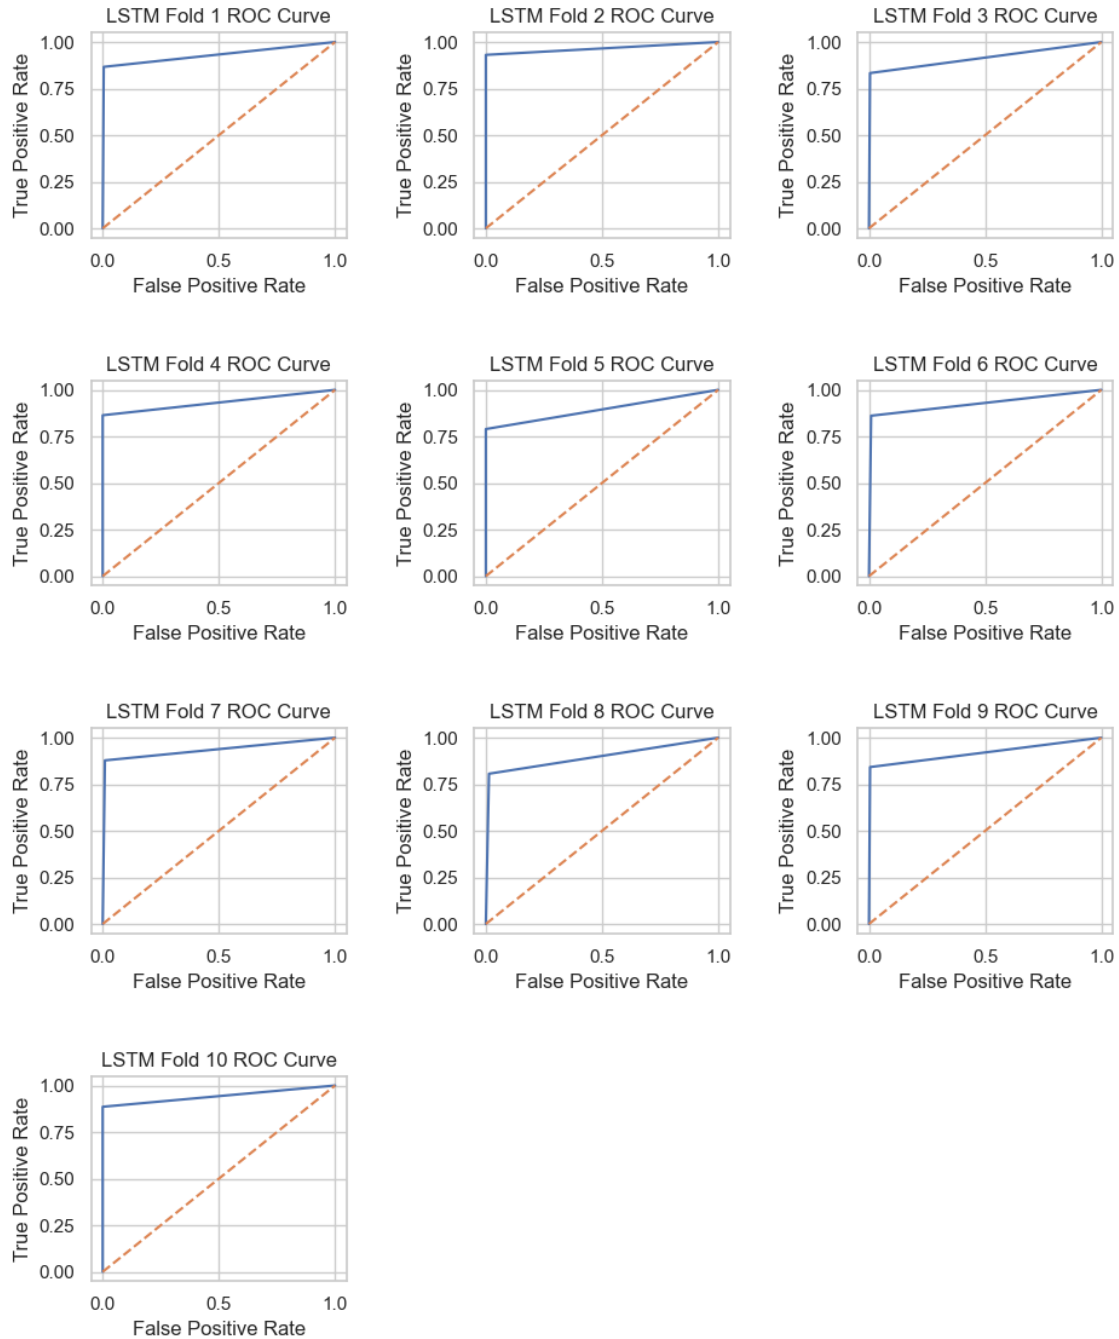 LSTM Fold 1 ROC Curve
True Positive Rate
1.00
0.75
0.50
0.25
0.00
0.0 0.5 1.0
False Positive Rate
LSTM Fold 2 ROC Curve
True Positive Rate
1.00
0.75
0.50
0.25
0.00
0.0 0.5 1.0
False Positive Rate
LSTM Fold 3 ROC Curve
True Positive Rate
1.00
0.75
0.50
0.25
0.00
0.0 0.5 1.0
False Positive Rate
LSTM Fold 4 ROC Curve
True Positive Rate
1.00
0.75
0.50
0.25
0.00
0.0 0.5 1.0
False Positive Rate
LSTM Fold 5 ROC Curve
True Positive Rate
1.00
0.75
0.50
0.25
0.00
0.0 0.5 1.0
False Positive Rate
LSTM Fold 6 ROC Curve
True Positive Rate
1.00
0.75
0.50
0.25
0.00
0.0 0.5 1.0
False Positive Rate
LSTM Fold 7 ROC Curve
True Positive Rate
1.00
0.75
0.50
0.25
0.00
0.0 0.5 1.0
False Positive Rate
LSTM Fold 8 ROC Curve
True Positive Rate
1.00
0.75
0.50
0.25
0.00
0.0 0.5 1.0
False Positive Rate
LSTM Fold 9 ROC Curve
True Positive Rate
1.00
0.75
0.50
0.25
0.00
0.0 0.5 1.0
False Positive Rate
LSTM Fold 10 ROC Curve
True Positive Rate
1.00
0.75
0.50
0.25
0.00
0.0 0.5 1.0
False Positive Rate